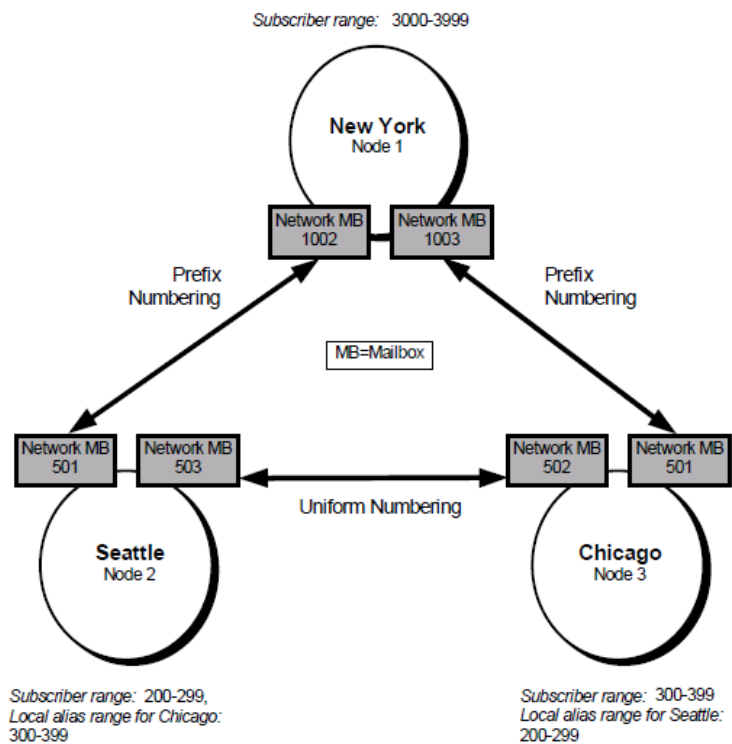 Subscriber range: 3000-3999
New York
Node 1
Network MB
1002
Network MB
1003
Prefix
Numbering
Prefix
Numbering
MB=Mailbox
Network MB
501
Network MB
503
Network MB
502
Network MB
501
Uniform Numbering
Seattle
Node 2
Chicago
Node 3
Subscriber range: 200-299,
Local alias range for Chicago:
300-399
Subscriber range: 300-399
Local alias range for Seattle:
200-299